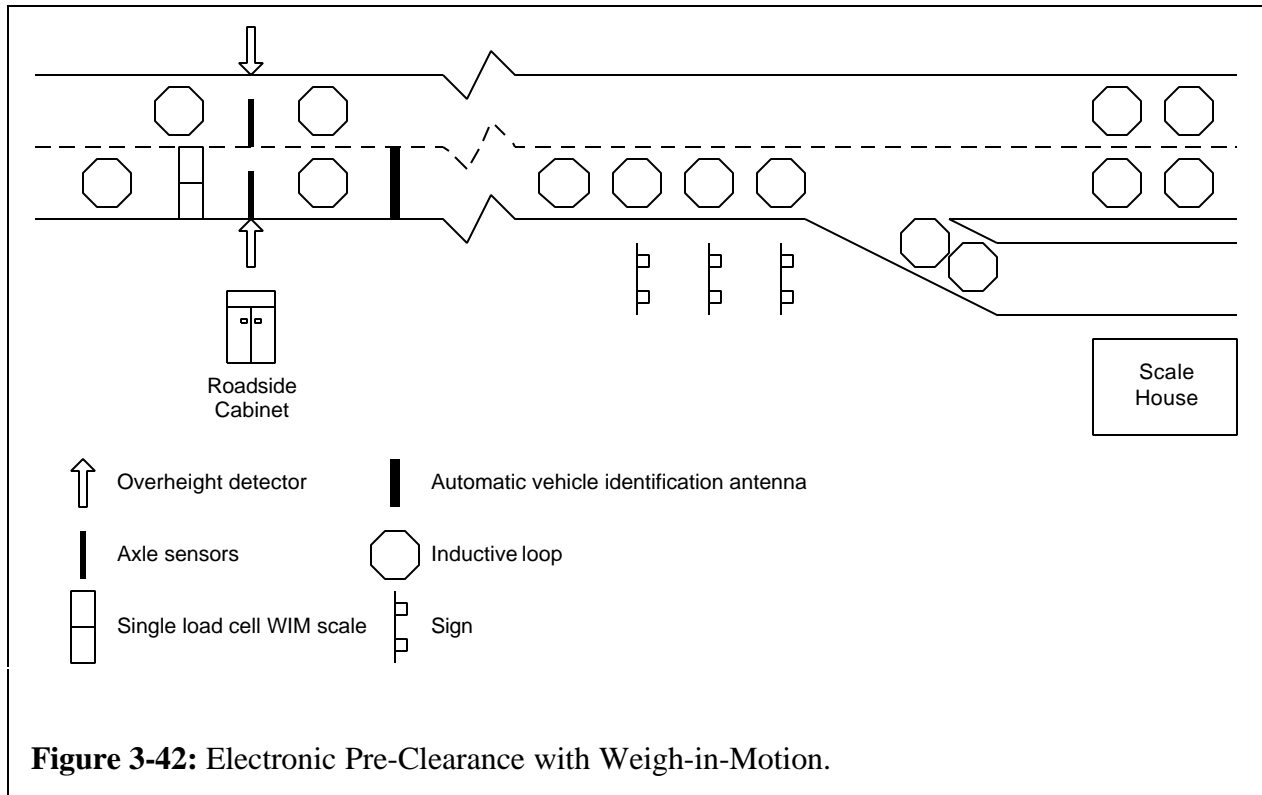 Roadside
Cabinet
Scale
House
Overheight detector
Automatic vehicle identification antenna
Axle sensors
Inductive loop
Single load cell WIM scale
Sign
Figure 3-42: Electronic Pre-Clearance with Weigh-in-Motion.